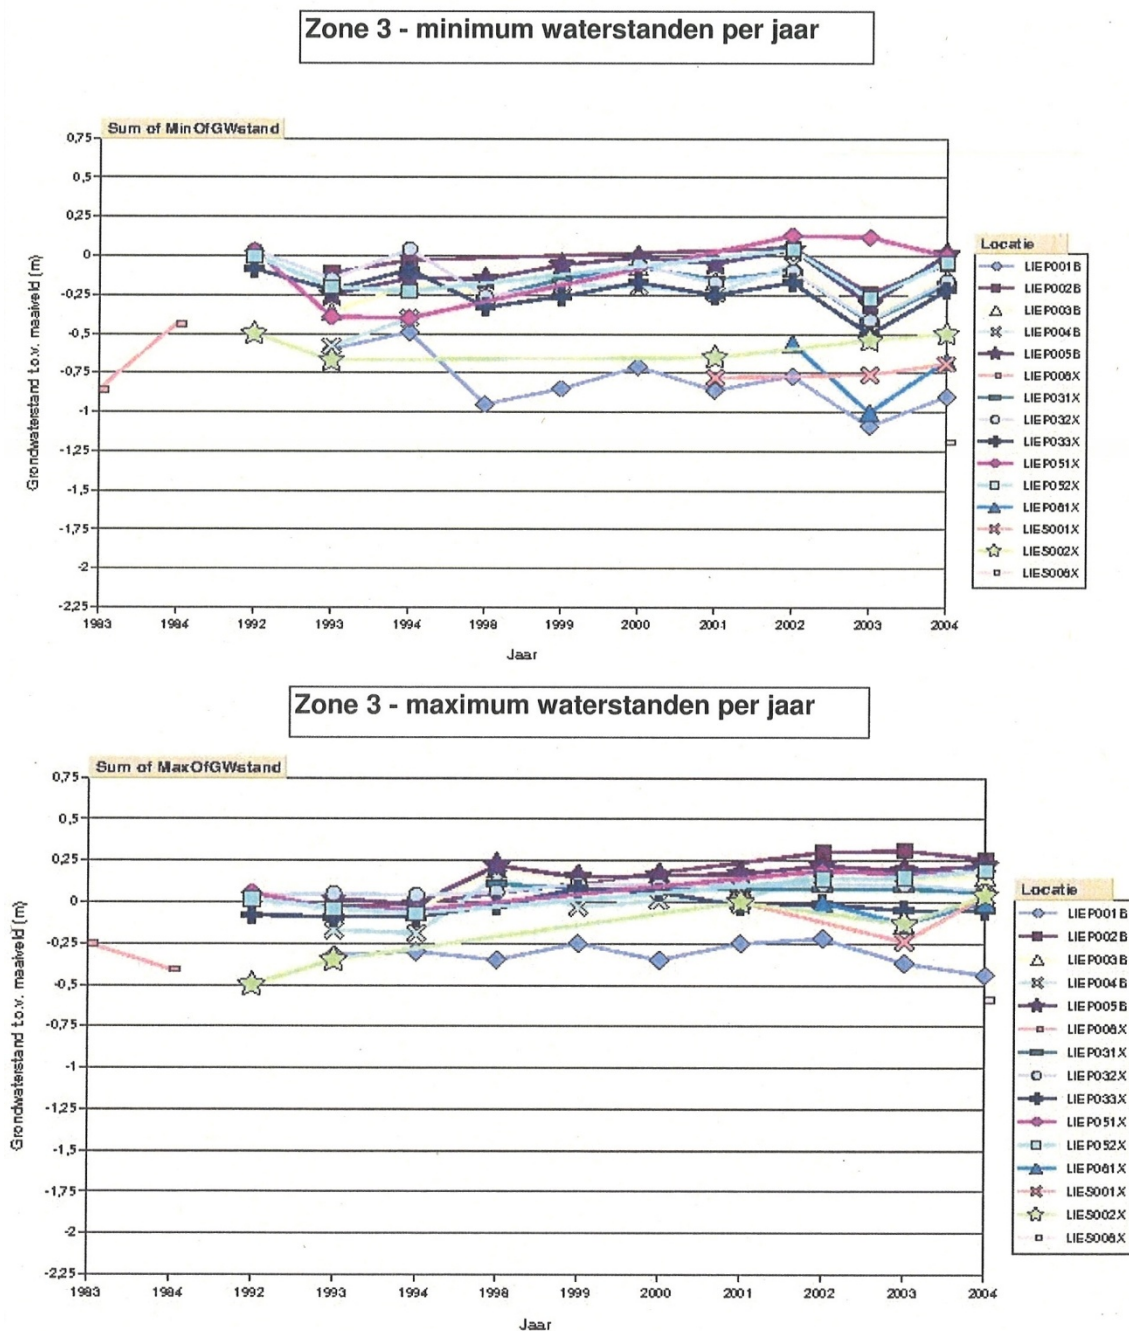 Zone 3 - minimum waterstanden per jaar
Sum of MinOfGWstand
0,75
0,5
0,25
0
-0,25
-0,5
-0,75
-1
-1,25
-1,5
-1,75
-2
-2,25
Grondwaterstand t.o.v. maaiveld (m)
1983 1984 1992 1993 1994 1998 1999 2000 2001 2002 2003 2004
Jaar
Locatie
LIEP001B
LIEP002B
LIEP003B
LIEP004B
LIEP005B
LIEP006X
LIEP031X
LIEP032X
LIEP033X
LIEP051X
LIEP052X
LIEP061X
LIES001X
LIES002X
LIES006X
Zone 3 - maximum waterstanden per jaar
Sum of MaxOfGWstand
0,75
0,5
0,25
0
-0,25
-0,5
-0,75
-1
-1,25
-1,5
-1,75
-2
-2,25
Grondwaterstand t.o.v. maaiveld (m)
1983 1984 1992 1993 1994 1998 1999 2000 2001 2002 2003 2004
Jaar
Locatie
LIEP001B
LIEP002B
LIEP003B
LIEP004B
LIEP005B
LIEP006X
LIEP031X
LIEP032X
LIEP033X
LIEP051X
LIEP052X
LIEP061X
LIES001X
LIES002X
LIES006X